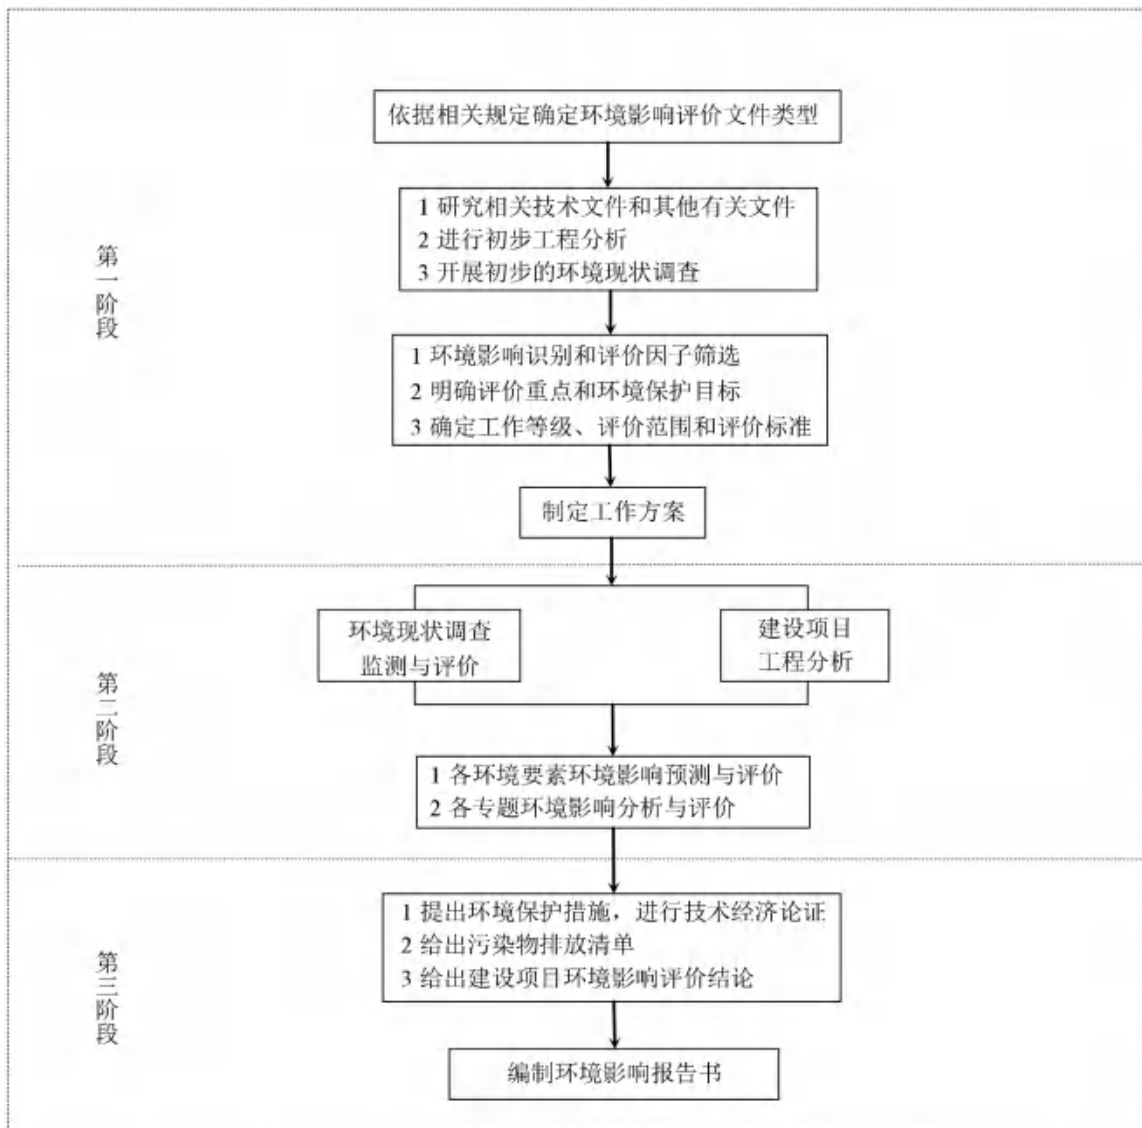 依据相关规定确定环境影响评价文件类型
1 研究相关技术文件和其他有关文件
2 进行初步工程分析
3 开展初步的环境现状调查
第一阶段
1 环境影响识别和评价因子筛选
2 明确评价重点和环境保护目标
3 确定工作等级、评价范围和评价标准
制定工作方案
环境现状调查
监测与评价
建设项目
工程分析
第二阶段
1 各环境要素环境影响预测与评价
2 各专题环境影响分析与评价
1 提出环境保护措施，进行技术经济论证
2 给出污染物排放清单
3 给出建设项目环境影响评价结论
第三阶段
编制环境影响报告书